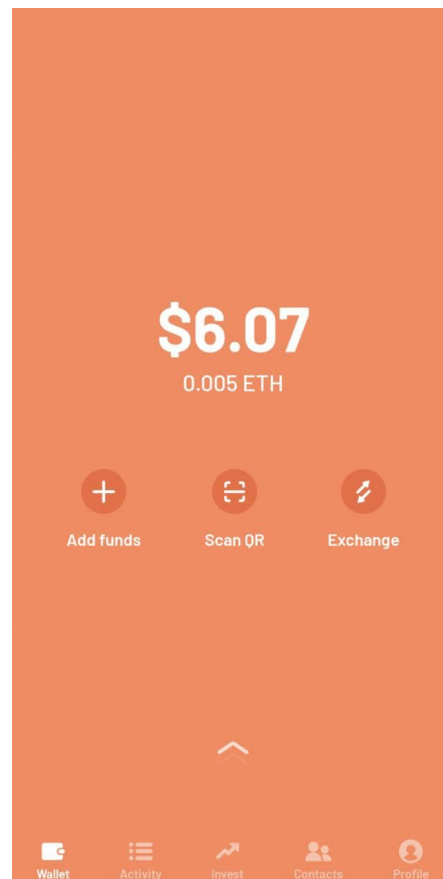 $6.07
0.005 ETH
Add funds Scan QR Exchange
Wallet Activity Invest Contacts Profile